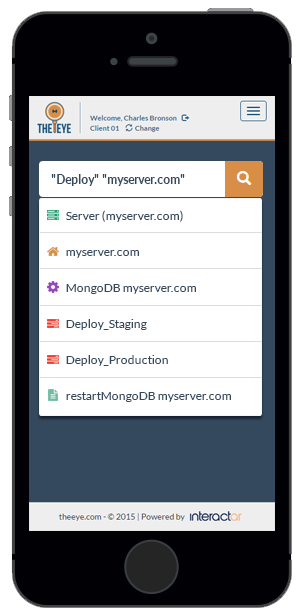 THETEYE
Welcome, Charles Bronson
Client 01 Change
"Deploy" "myserver.com"
Server (myserver.com)
myserver.com
MongoDB myserver.com
Deploy_Staging
Deploy_Production
restartMongoDB myserver.com
theeye.com - © 2015 | Powered by interactar